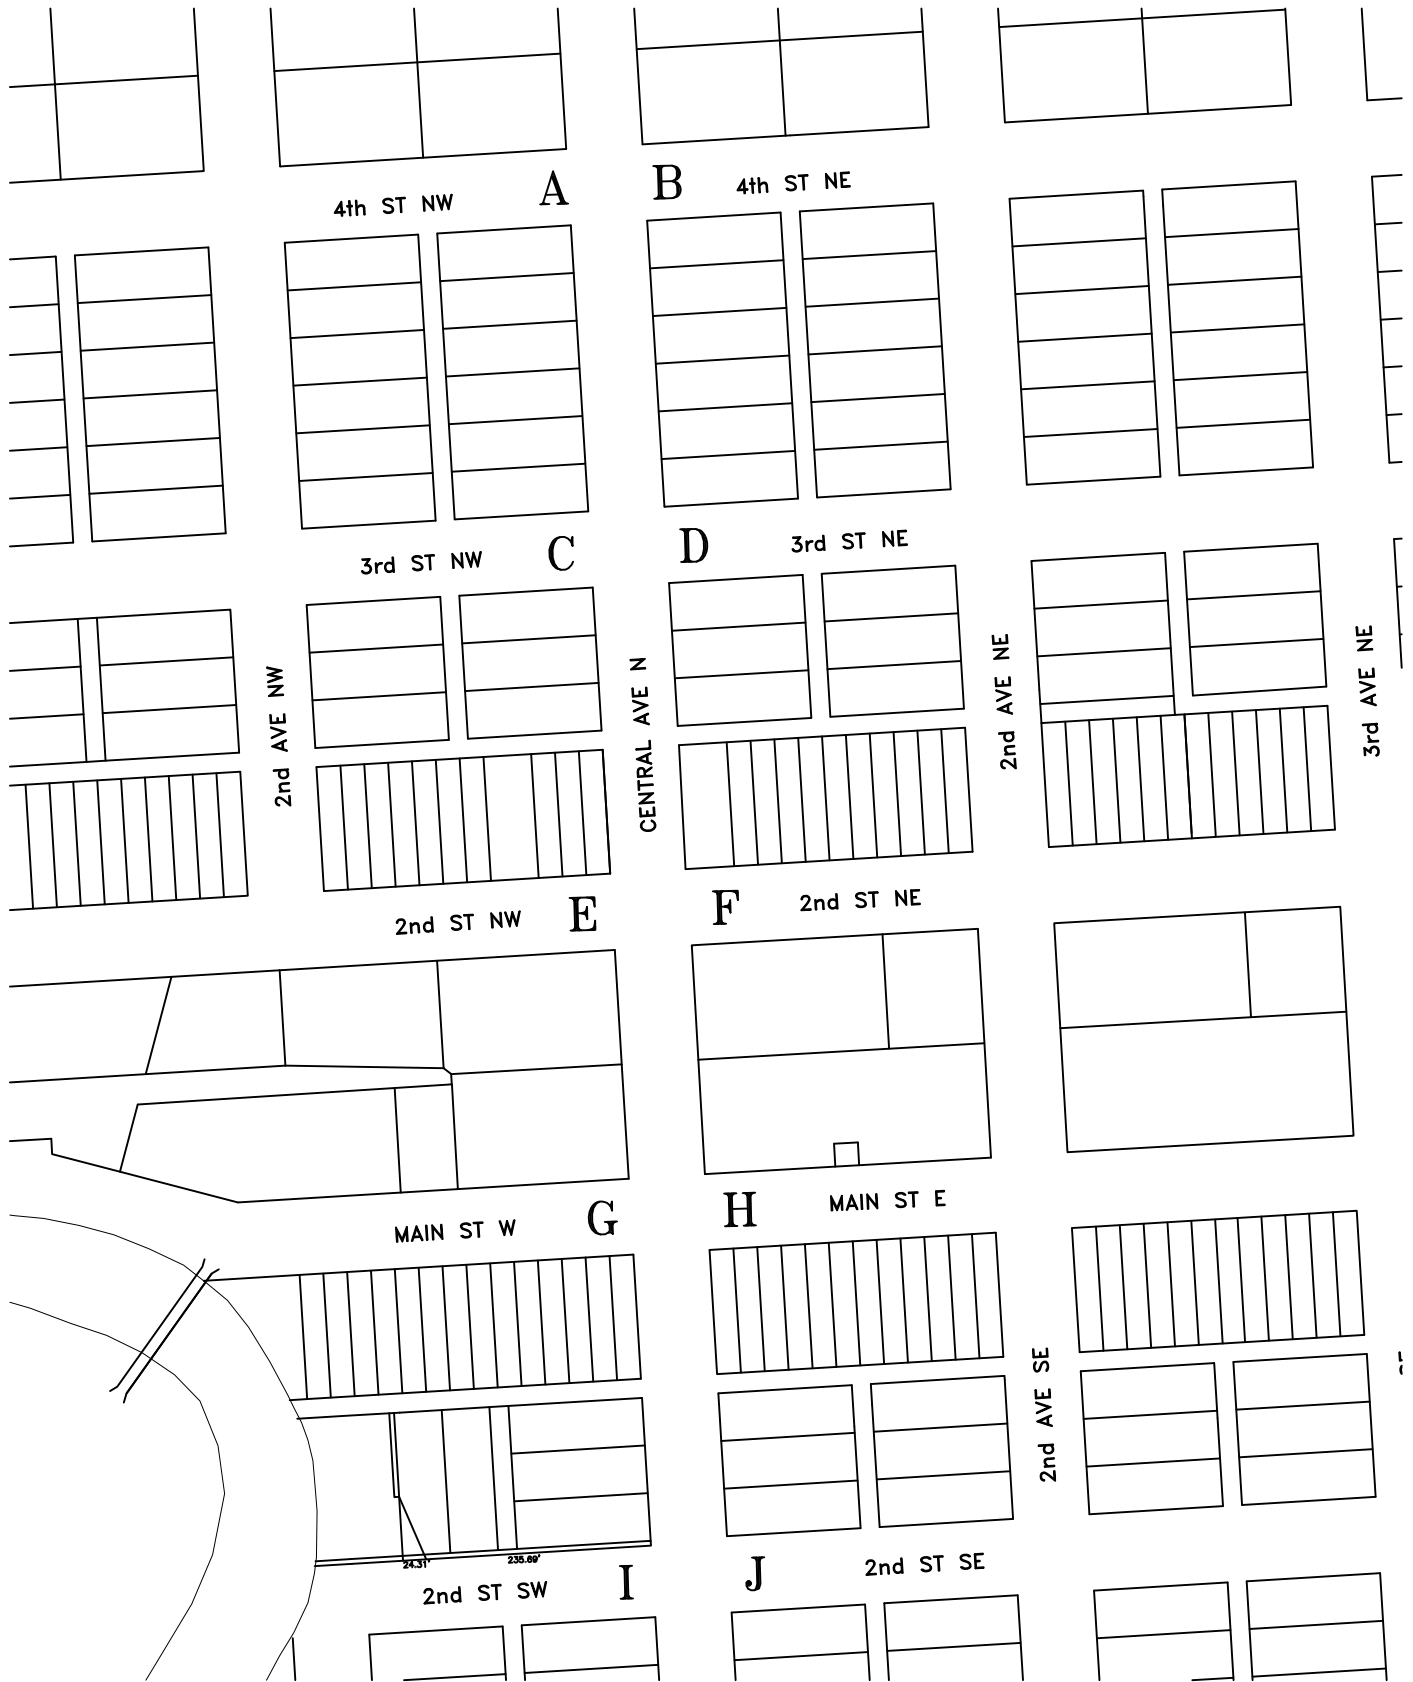 A
B
4th ST NW
4th ST NE
C
D
3rd ST NW
3rd ST NE
2nd AVE NW
CENTRAL AVE N
2nd AVE NE
3rd AVE NE
E
F
2nd ST NW
2nd ST NE
G
H
MAIN ST W
MAIN ST E
2nd AVE SE
24.31'
235.69'
I
J
2nd ST SW
2nd ST SE